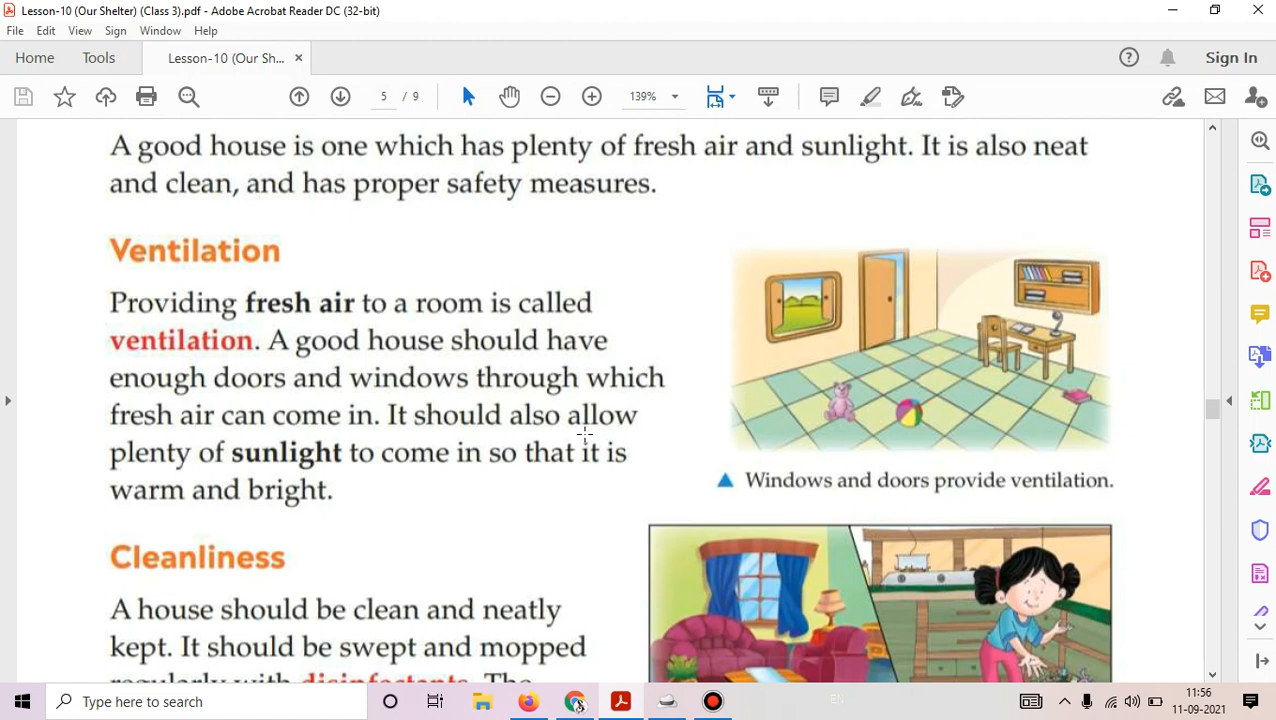 Lesson-10 (Our Shelter) (Class 3).pdf - Adobe Acrobat Reader DC (32-bit)
File Edit View Sign Window Help
Home Tools Lesson-10 (Our Sh... ×
Sign In
5 / 9
139%
A good house is one which has plenty of fresh air and sunlight. It is also neat
and clean, and has proper safety measures.
Ventilation
Providing fresh air to a room is called
ventilation. A good house should have
enough doors and windows through which
fresh air can come in. It should also allow
plenty of sunlight to come in so that it is
warm and bright.
▲ Windows and doors provide ventilation.
Cleanliness
A house should be clean and neatly
kept. It should be swept and mopped
regularly with disinfectants. The
Type here to search
EN
11:56
11-09-2021